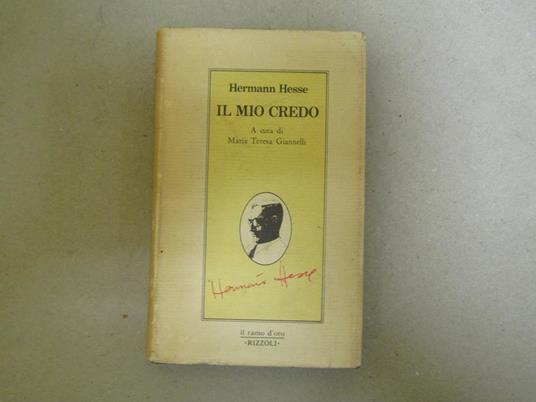 Hermann Hesse
IL MIO CREDO
A cura di
Maria Teresa Giannelli
Hermann Hesse
il ramo d'oro
·RIZZOLI·